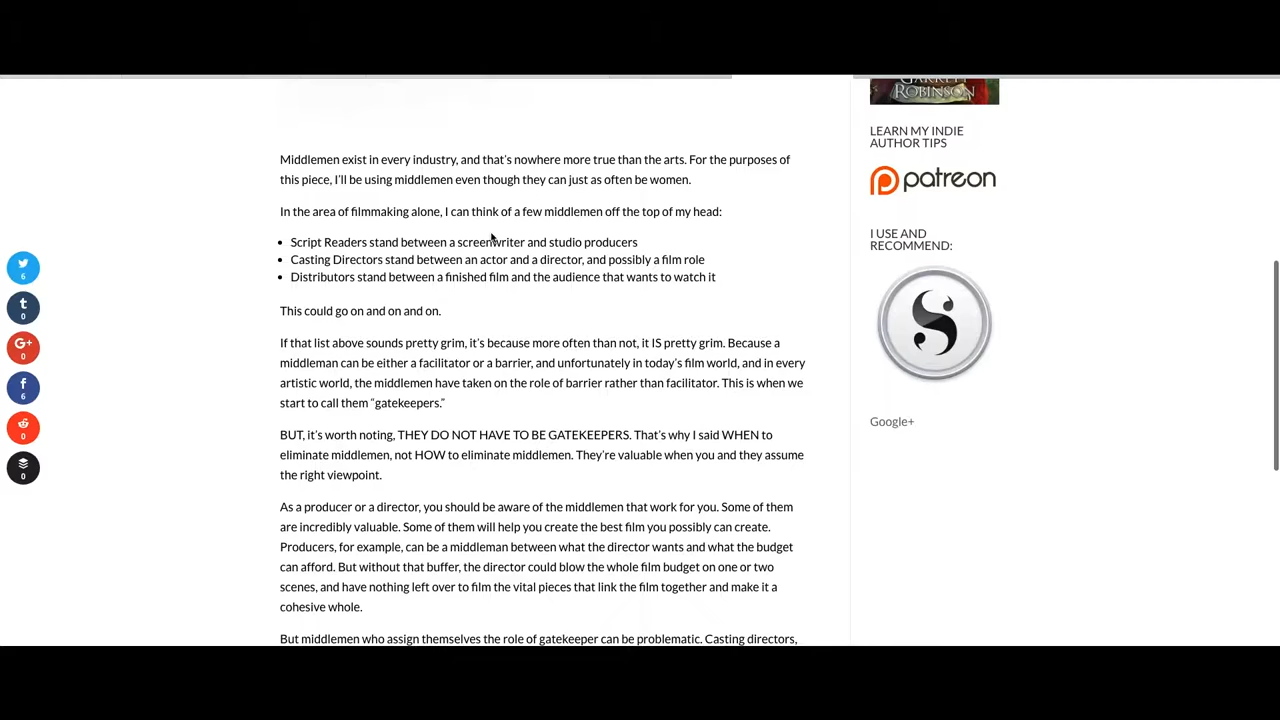 GARRETT
ROBINSON
LEARN MY INDIE
AUTHOR TIPS
patreon
I USE AND
RECOMMEND:
Google+
6
0
0
6
0
0
Middlemen exist in every industry, and that's nowhere more true than the arts. For the purposes of
this piece, I'll be using middlemen even though they can just as often be women.
In the area of filmmaking alone, I can think of a few middlemen off the top of my head:
• Script Readers stand between a screenwriter and studio producers
• Casting Directors stand between an actor and a director, and possibly a film role
• Distributors stand between a finished film and the audience that wants to watch it
This could go on and on and on.
If that list above sounds pretty grim, it's because more often than not, it IS pretty grim. Because a
middleman can be either a facilitator or a barrier, and unfortunately in today's film world, and in every
artistic world, the middlemen have taken on the role of barrier rather than facilitator. This is when we
start to call them “gatekeepers.”
BUT, it's worth noting, THEY DO NOT HAVE TO BE GATEKEEPERS. That's why I said WHEN to
eliminate middlemen, not HOW to eliminate middlemen. They're valuable when you and they assume
the right viewpoint.
As a producer or a director, you should be aware of the middlemen that work for you. Some of them
are incredibly valuable. Some of them will help you create the best film you possibly can create.
Producers, for example, can be a middleman between what the director wants and what the budget
can afford. But without that buffer, the director could blow the whole film budget on one or two
scenes, and have nothing left over to film the vital pieces that link the film together and make it a
cohesive whole.
But middlemen who assign themselves the role of gatekeeper can be problematic. Casting directors,